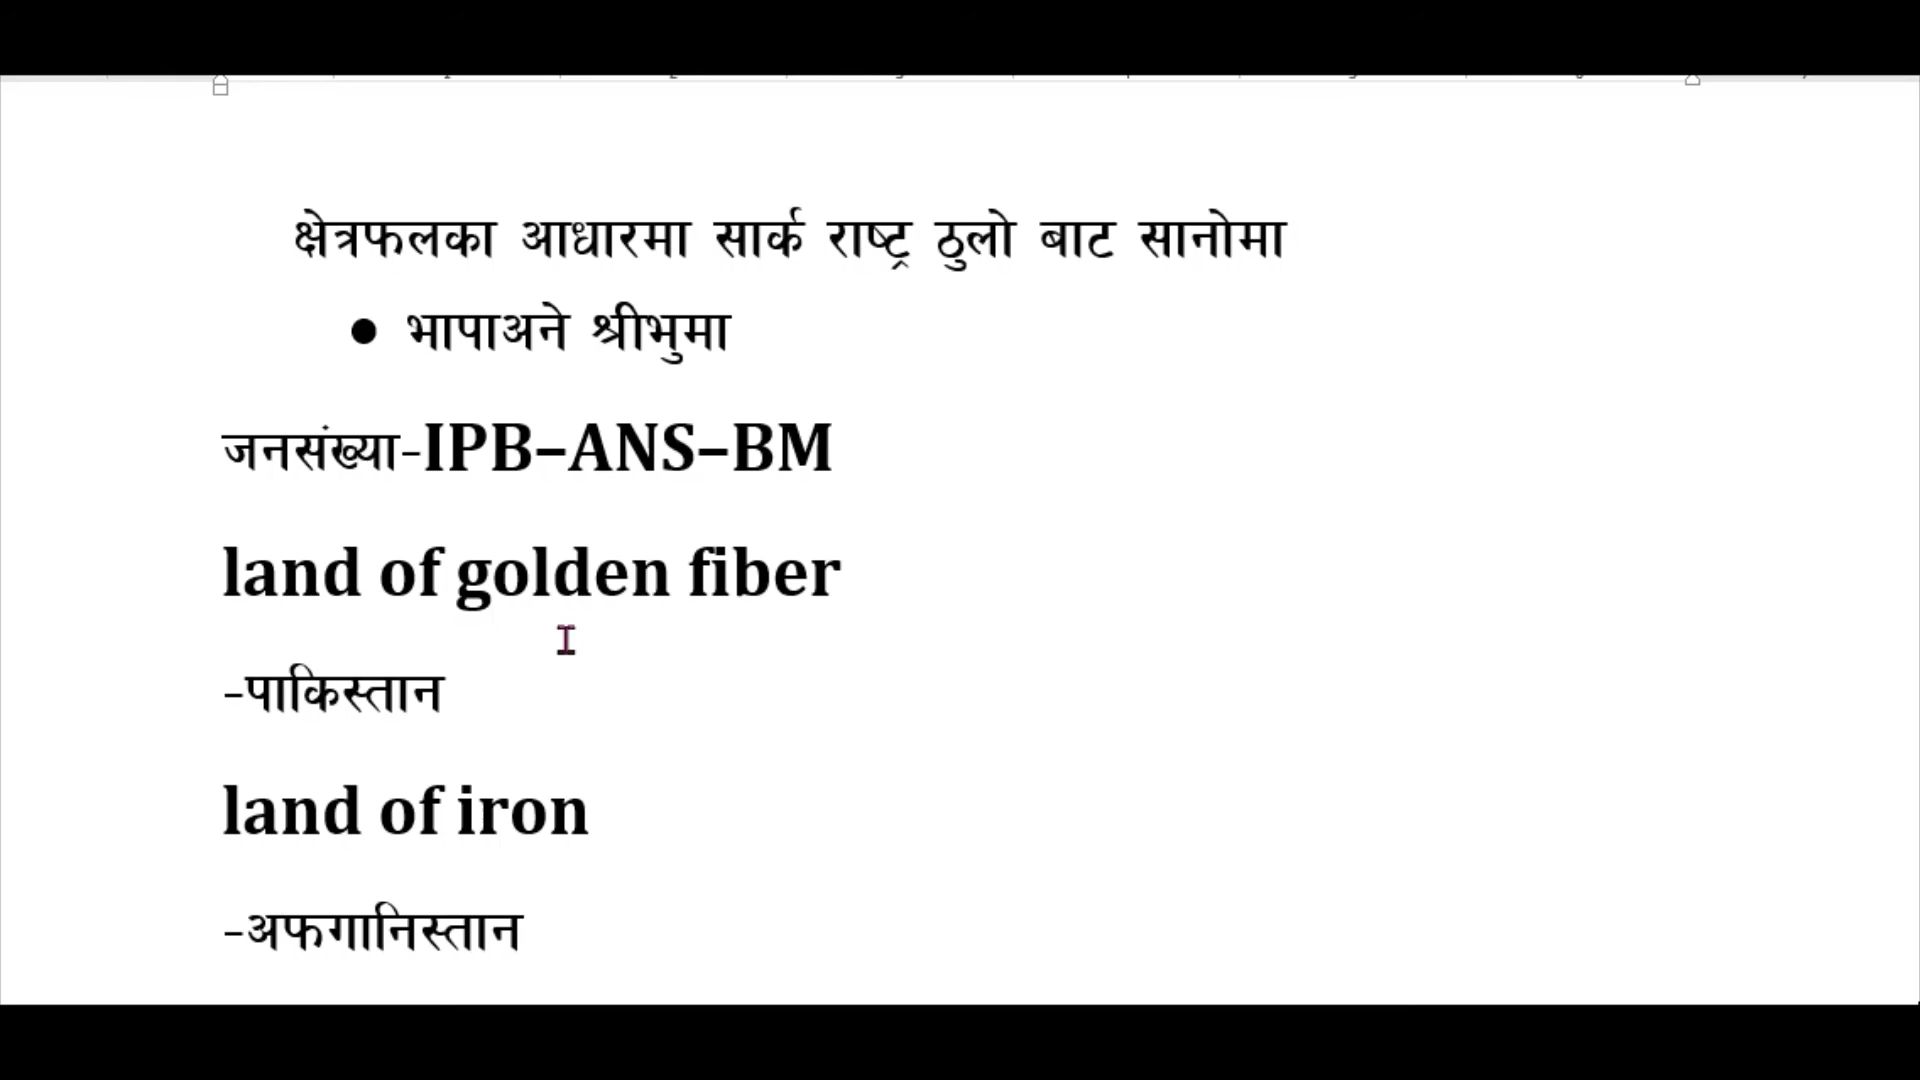 क्षेत्रफलका आधारमा सार्क राष्ट्र ठुलो बाट सानोमा
● भापाअने श्रीभुमा
जनसंख्या-IPB–ANS–BM
land of golden fiber
-पाकिस्तान
land of iron
-अफगानिस्तान